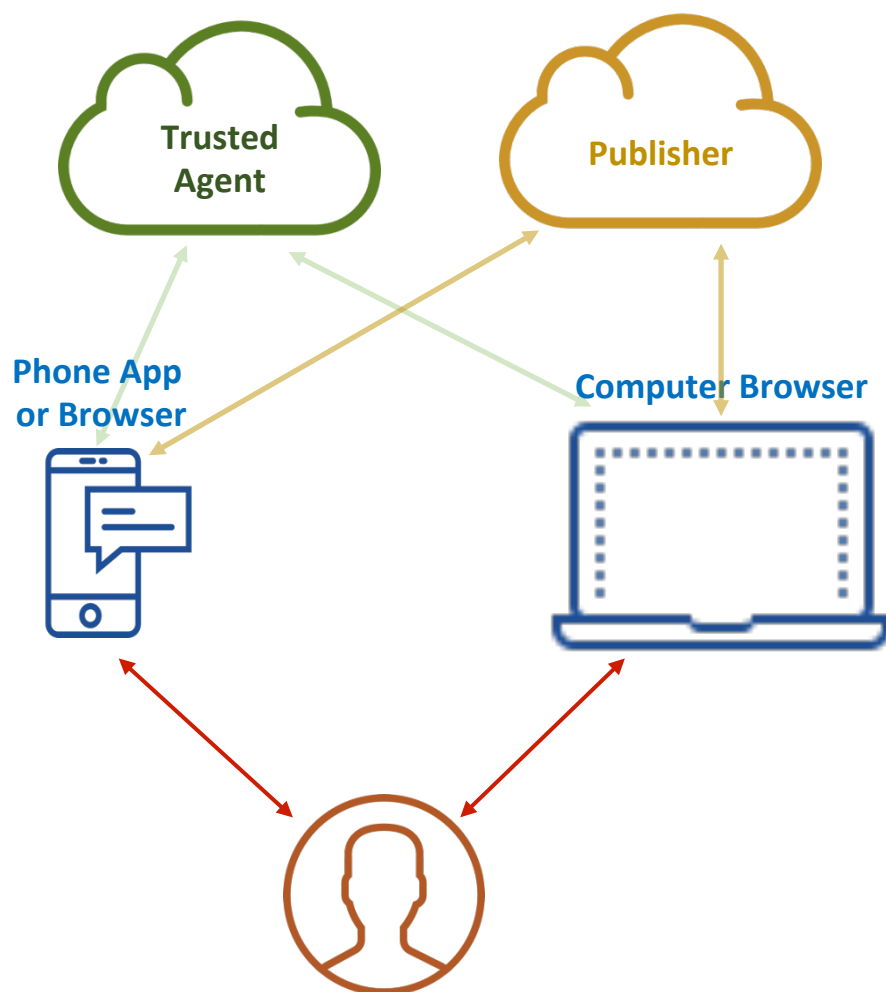 Trusted
Agent
Publisher
Phone App
or Browser
Computer Browser